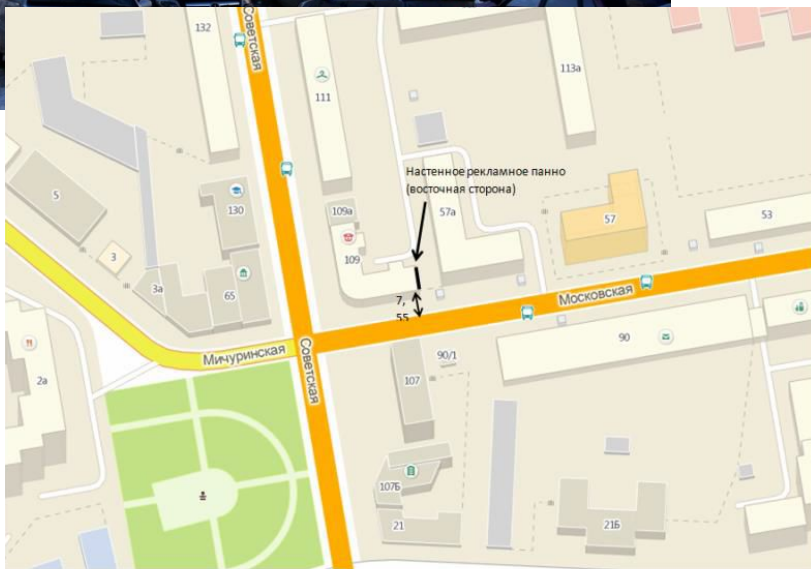 132
Советская
111
113а
5
130
109а
Настенное рекламное панно
(восточная сторона)
57а
57
53
3
109
3а
65
7,
55
Московская
Мичуринская
Советская
2а
107
90/1
90
107Б
21
21Б